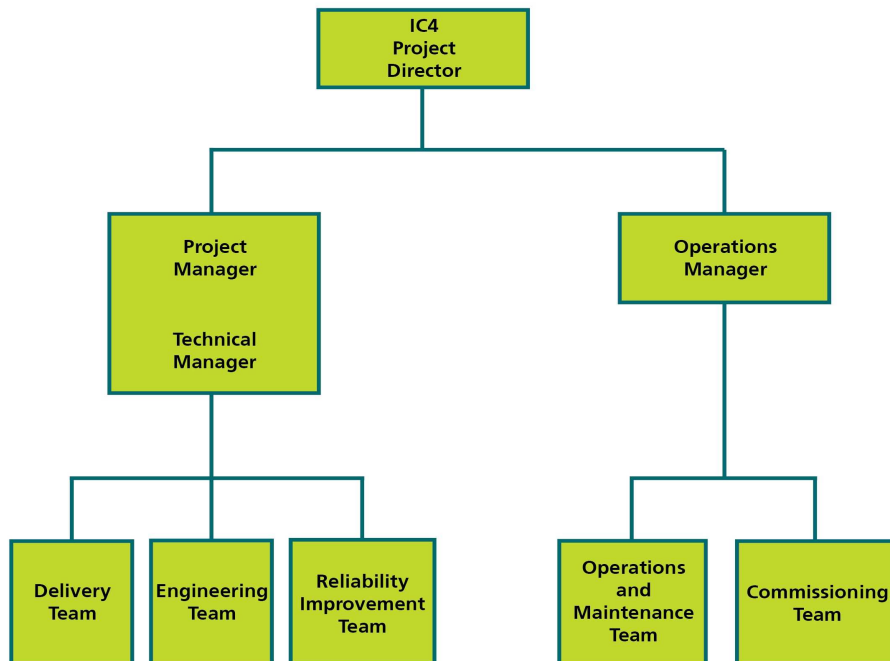 IC4
Project
Director
Project
Manager
Technical
Manager
Operations
Manager
Delivery
Team
Engineering
Team
Reliability
Improvement
Team
Operations
and
Maintenance
Team
Commissioning
Team